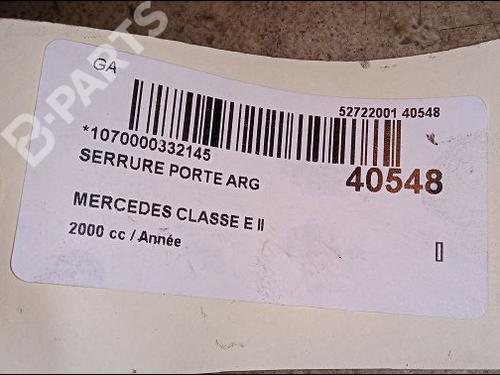 B-PARTS
GA
52722001 40548
*1070000332145
SERRURE PORTE ARG
40548
MERCEDES CLASSE E II
2000 cc / Année